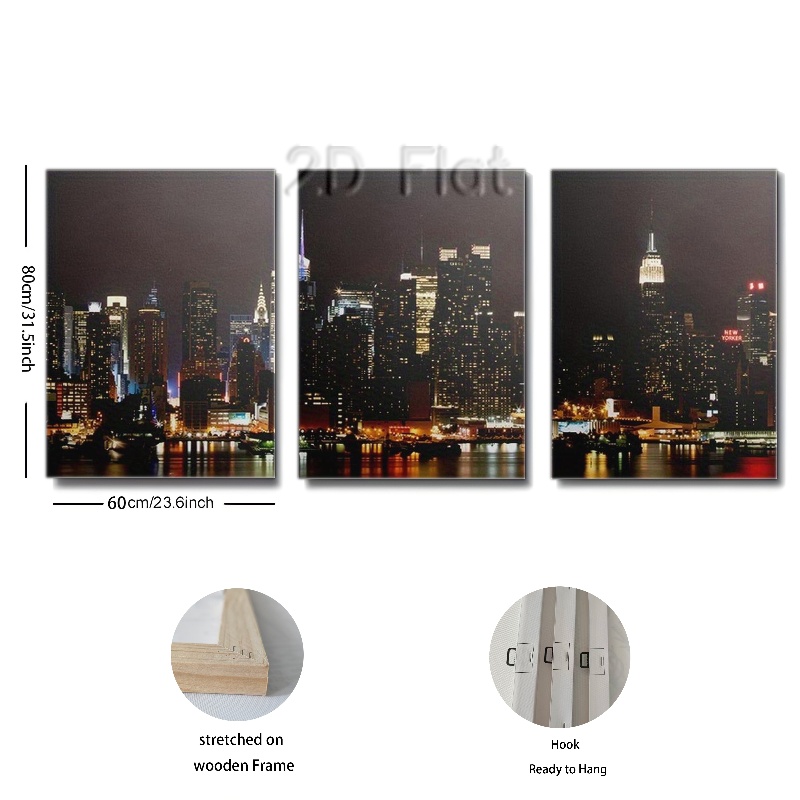 2D Flat
80cm/31.5inch
NEW
YORKER
60cm/23.6inch
stretched on
wooden Frame
Hook
Ready to Hang